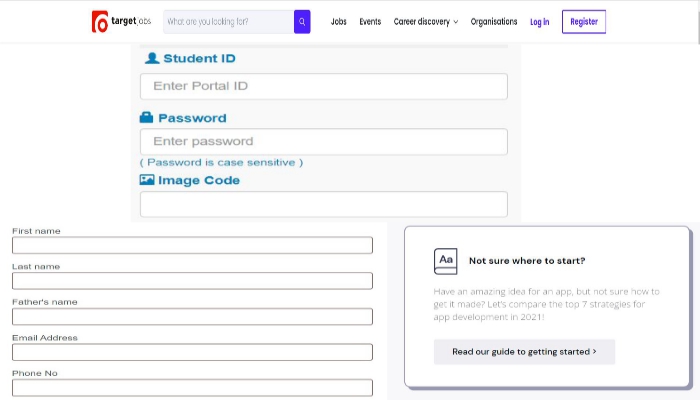 targetjobs
What are you looking for?
Jobs
Events
Career discovery
Organisations
Log in
Register
Student ID
Enter Portal ID
Password
Enter password
( Password is case sensitive )
Image Code
First name
Last name
Father's name
Email Address
Phone No
Aa
Not sure where to start?
Have an amazing idea for an app, but not sure how to
get it made? Let's compare the top 7 strategies for
app development in 2021!
Read our guide to getting started >